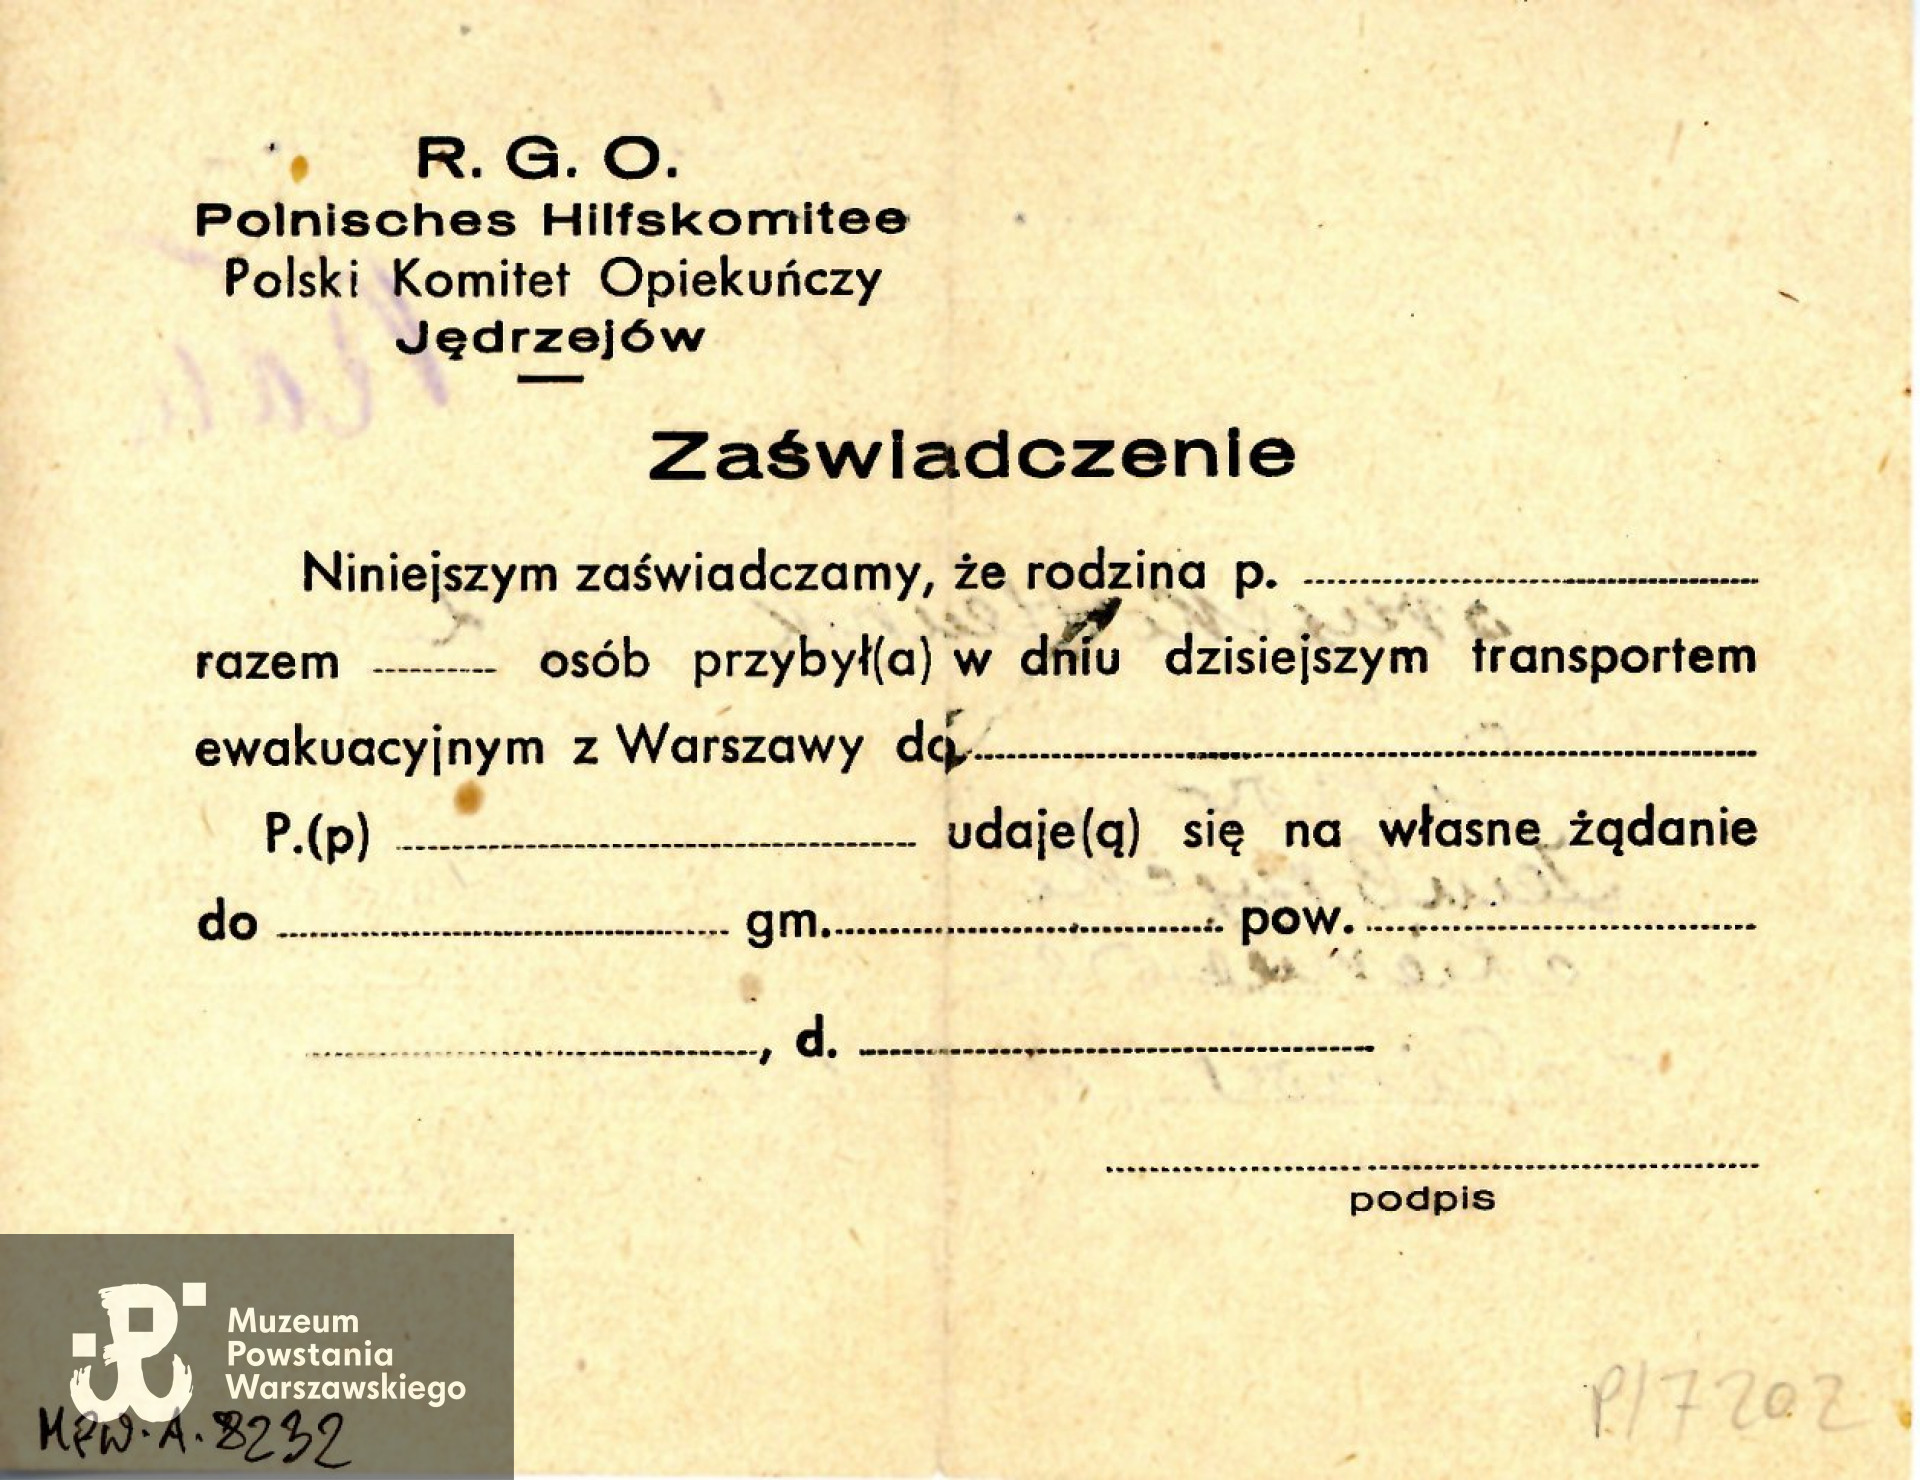 R. G. O.
Polnisches Hilfskomitee
Polski Komitet Opiekuńczy
Jędrzejów
Zaświadczenie
Niniejszym zaświadczamy, że rodzina p. ....................
razem .......... osób przybył(a) w dniu dzisiejszym transportem
ewakuacyjnym z Warszawy do ....................
P.(p) .................... udaje(ą) się na własne żądanie
do .................... gm. .................... pow. ....................
...................., d. ....................
....................
podpis
Muzeum
Powstania
Warszawskiego
MPW. A. 8232
P/7202